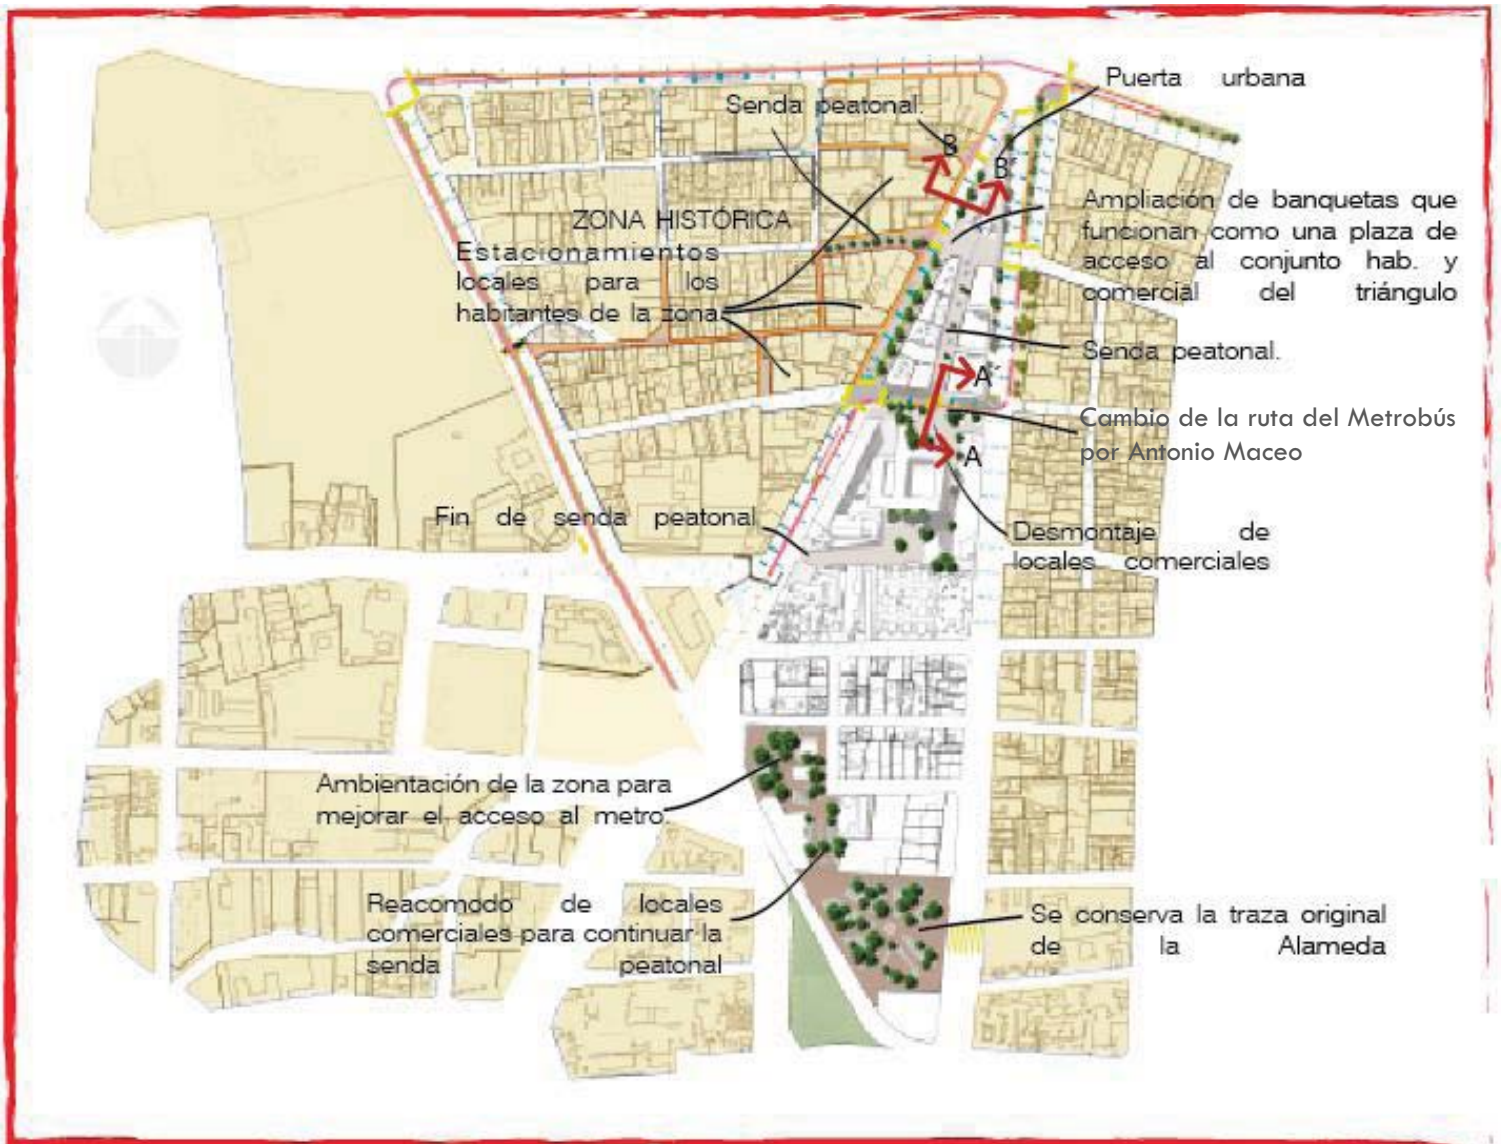 Puerta urbana
Senda peatonal.
B
B´
Ampliación de banquetas que
funcionan como una plaza de
acceso al conjunto hab. y
comercial del triángulo
ZONA HISTÓRICA
Estacionamientos
locales para los
habitantes de la zona
Senda peatonal.
A´
Cambio de la ruta del Metrobús
por Antonio Maceo
A
Fin de senda peatonal
Desmontaje de
locales comerciales
Ambientación de la zona para
mejorar el acceso al metro.
Reacomodo de locales
comerciales para continuar la
senda peatonal
Se conserva la traza original
de la Alameda